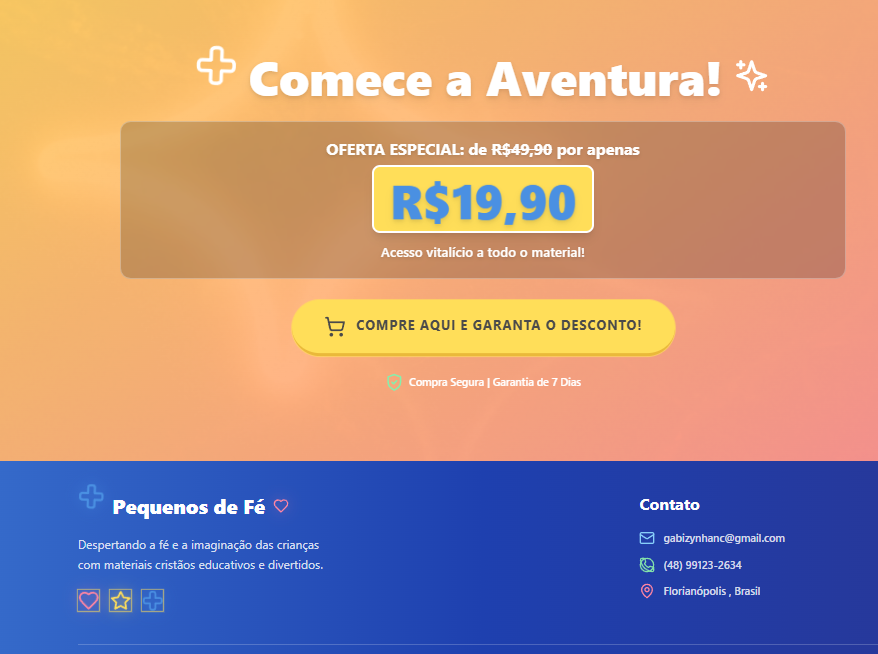 Comece a Aventura!
OFERTA ESPECIAL: de R$49,90 por apenas
R$19,90
Acesso vitalício a todo o material!
COMPRE AQUI E GARANTA O DESCONTO!
Compra Segura | Garantia de 7 Dias
Pequenos de Fé
Despertando a fé e a imaginação das crianças
com materiais cristãos educativos e divertidos.
Contato
gabizynhanc@gmail.com
(48) 99123-2634
Florianópolis , Brasil